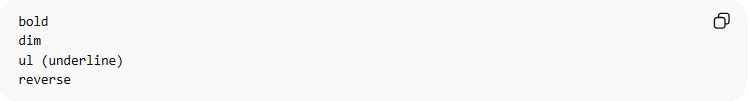 bold
dim
ul (underline)
reverse